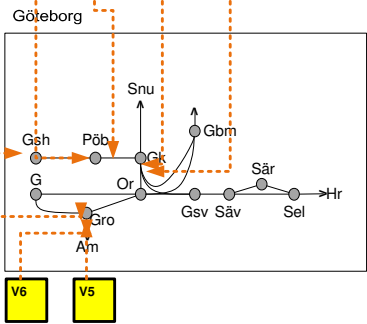 Göteborg
Snu
Gsh Pöb Gk Gbm
G Or Sär
Hr
Gro Gsv Säv Sel
Am
V6 V5